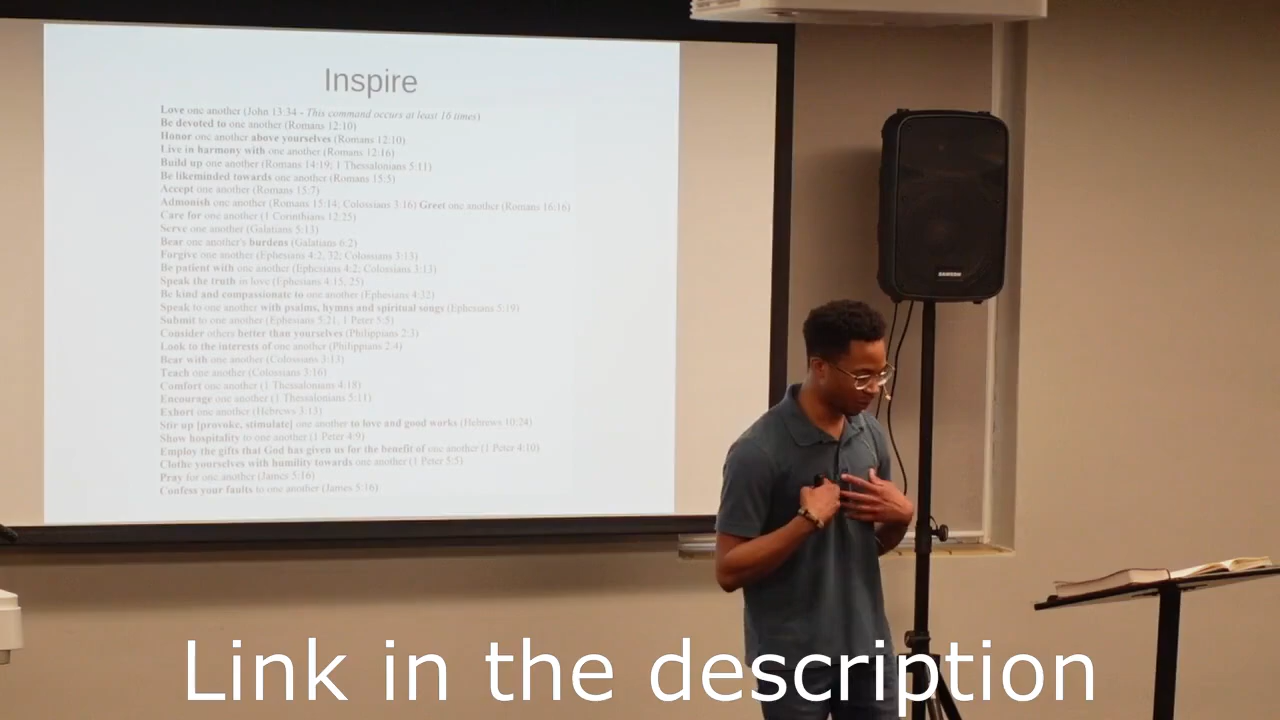 Inspire
Love one another (John 13:34 - This command occurs at least 16 times)
Be devoted to one another (Romans 12:10)
Honor one another above yourselves (Romans 12:10)
Live in harmony with one another (Romans 12:16)
Build up one another (Romans 14:19; 1 Thessalonians 5:11)
Be likeminded towards one another (Romans 15:5)
Accept one another (Romans 15:7)
Admonish one another (Romans 15:14; Colossians 3:16) Greet one another (Romans 16:16)
Care for one another (1 Corinthians 12:25)
Serve one another (Galatians 5:13)
Bear one another's burdens (Galatians 6:2)
Forgive one another (Ephesians 4:2, 32; Colossians 3:13)
Be patient with one another (Ephesians 4:2; Colossians 3:13)
Speak the truth in love (Ephesians 4:15, 25)
Be kind and compassionate to one another (Ephesians 4:32)
Speak to one another with psalms, hymns and spiritual songs (Ephesians 5:19)
Submit to one another (Ephesians 5:21, 1 Peter 5:5)
Consider others better than yourselves (Philippians 2:3)
Look to the interests of one another (Philippians 2:4)
Bear with one another (Colossians 3:13)
Teach one another (Colossians 3:16)
Comfort one another (1 Thessalonians 4:18)
Encourage one another (1 Thessalonians 5:11)
Exhort one another (Hebrews 3:13)
Stir up [provoke, stimulate] one another to love and good works (Hebrews 10:24)
Show hospitality to one another (1 Peter 4:9)
Employ the gifts that God has given us for the benefit of one another (1 Peter 4:10)
Clothe yourselves with humility towards one another (1 Peter 5:5)
Pray for one another (James 5:16)
Confess your faults to one another (James 5:16)
SAMSON
Link in the description